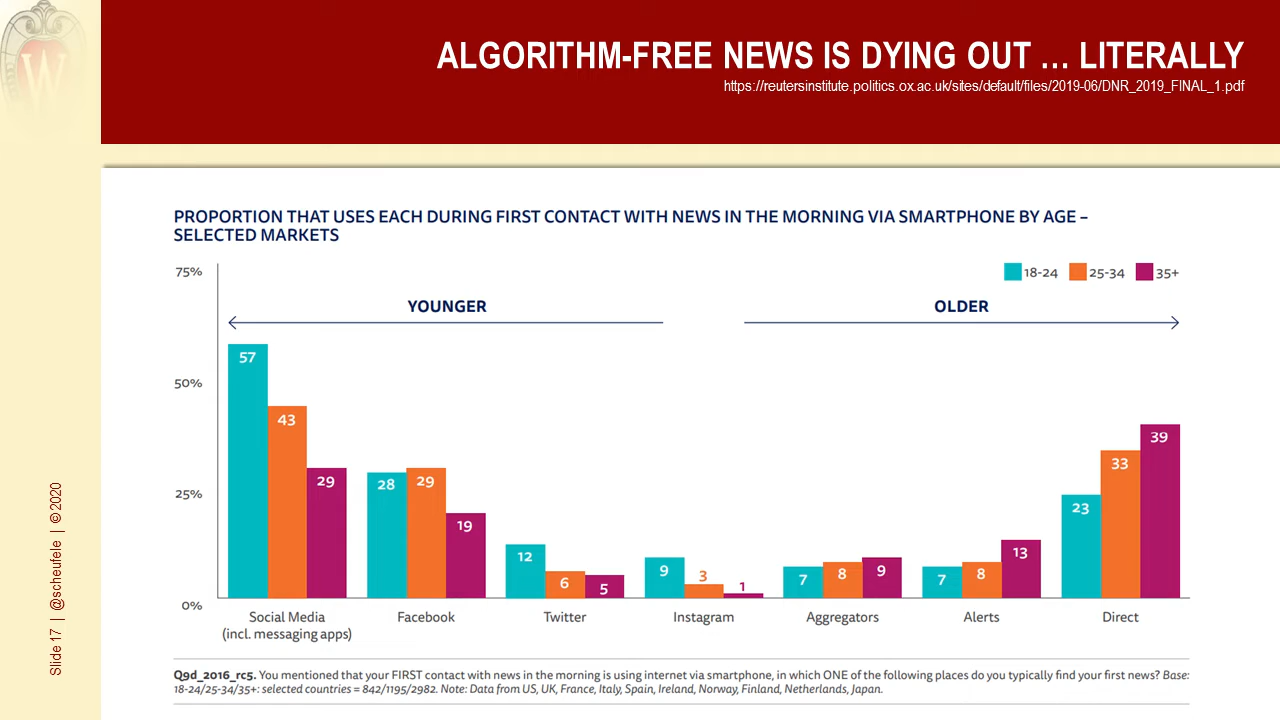 ALGORITHM-FREE NEWS IS DYING OUT … LITERALLY
https://reutersinstitute.politics.ox.ac.uk/sites/default/files/2019-06/DNR_2019_FINAL_1.pdf
W
PROPORTION THAT USES EACH DURING FIRST CONTACT WITH NEWS IN THE MORNING VIA SMARTPHONE BY AGE –
SELECTED MARKETS
75%
18-24 25-34 35+
YOUNGER OLDER
50%
25%
0%
57 43 29
28 29 19
12 6 5
9 3 1
7 8 9
7 8 13
23 33 39
Social Media Facebook Twitter Instagram Aggregators Alerts Direct
(incl. messaging apps)
Q9d_2016_rc5. You mentioned that your FIRST contact with news in the morning is using internet via smartphone, in which ONE of the following places do you typically find your first news? Base:
18-24/25-34/35+: selected countries = 842/1195/2982. Note: Data from US, UK, France, Italy, Spain, Ireland, Norway, Finland, Netherlands, Japan.
Slide 17 | @scheufele | ©2020